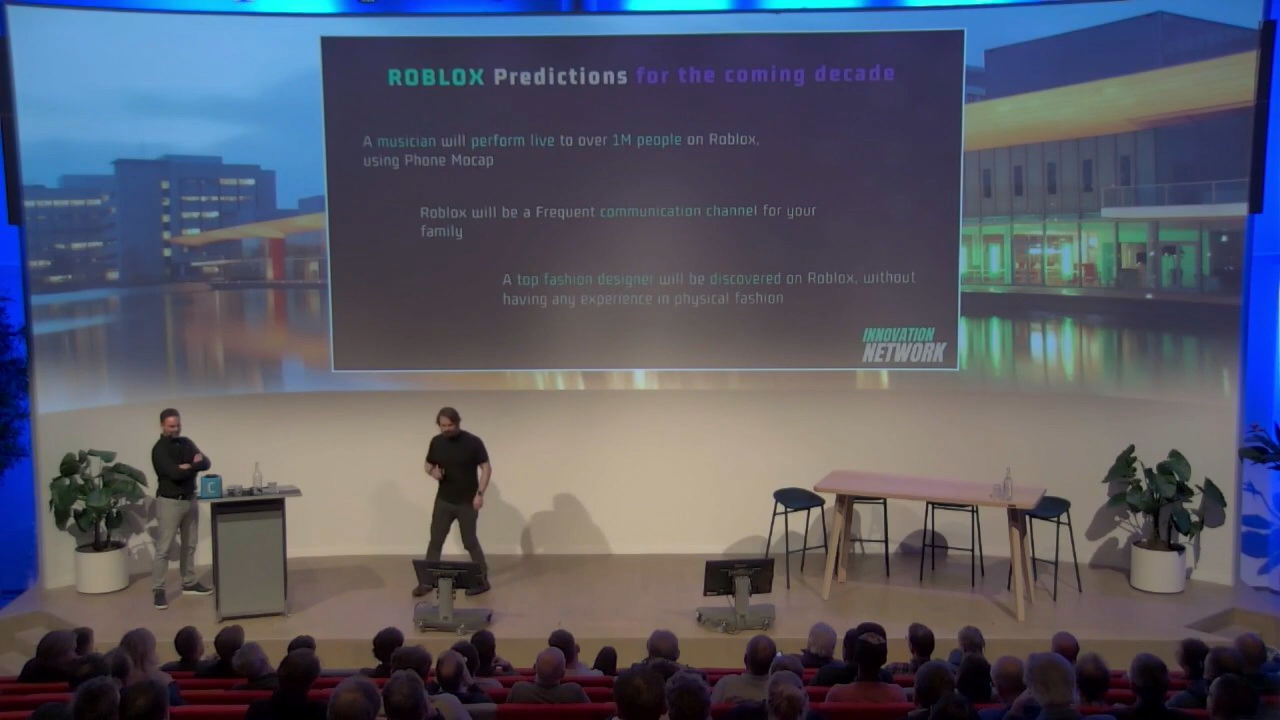 ROBLOX Predictions for the coming decade
A musician will perform live to over 1M people on Roblox,
using Phone Mocap
Roblox will be a Frequent communication channel for your
family
A top fashion designer will be discovered on Roblox, without
having any experience in physical fashion
INNOVATION
NETWORK
C